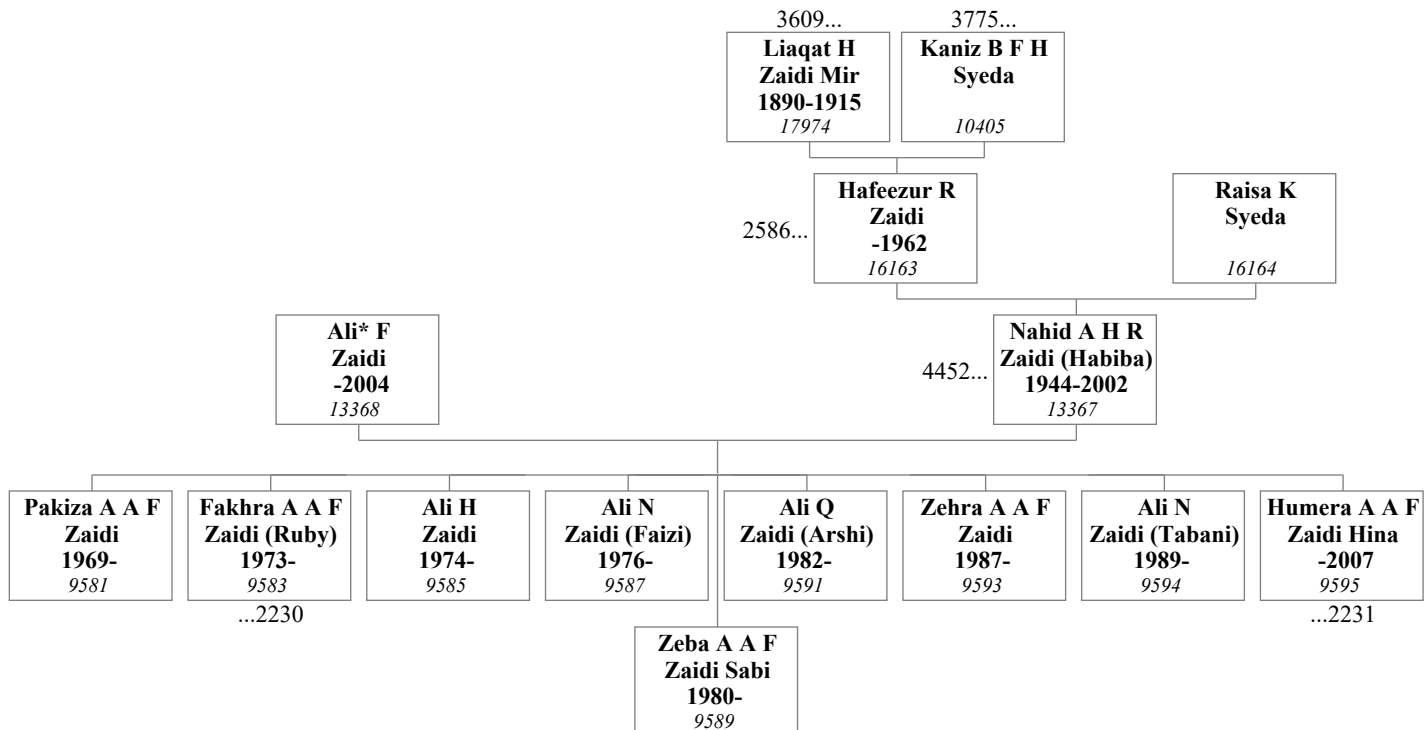 3609...
3775...
Liaqat H
Zaidi Mir
1890-1915
17974
Kaniz B F H
Syeda
10405
2586...
Hafeezur R
Zaidi
-1962
16163
Raisa K
Syeda
16164
Ali* F
Zaidi
-2004
13368
4452...
Nahid A H R
Zaidi (Habiba)
1944-2002
13367
Pakiza A A F
Zaidi
1969-
9581
Fakhra A A F
Zaidi (Ruby)
1973-
9583
...2230
Ali H
Zaidi
1974-
9585
Ali N
Zaidi (Faizi)
1976-
9587
Ali Q
Zaidi (Arshi)
1982-
9591
Zehra A A F
Zaidi
1987-
9593
Ali N
Zaidi (Tabani)
1989-
9594
Humera A A F
Zaidi Hina
-2007
9595
...2231
Zeba A A F
Zaidi Sabi
1980-
9589